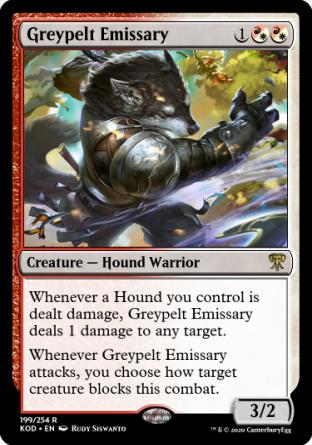 Greypelt Emissary 1
Creature — Hound Warrior
Whenever a Hound you control is
dealt damage, Greypelt Emissary
deals 1 damage to any target.
Whenever Greypelt Emissary
attacks, you choose how target
creature blocks this combat.
3/2
199/254 R
KOD • EN Rudy Siswanto
™ & © 2020 CanterburyEgg